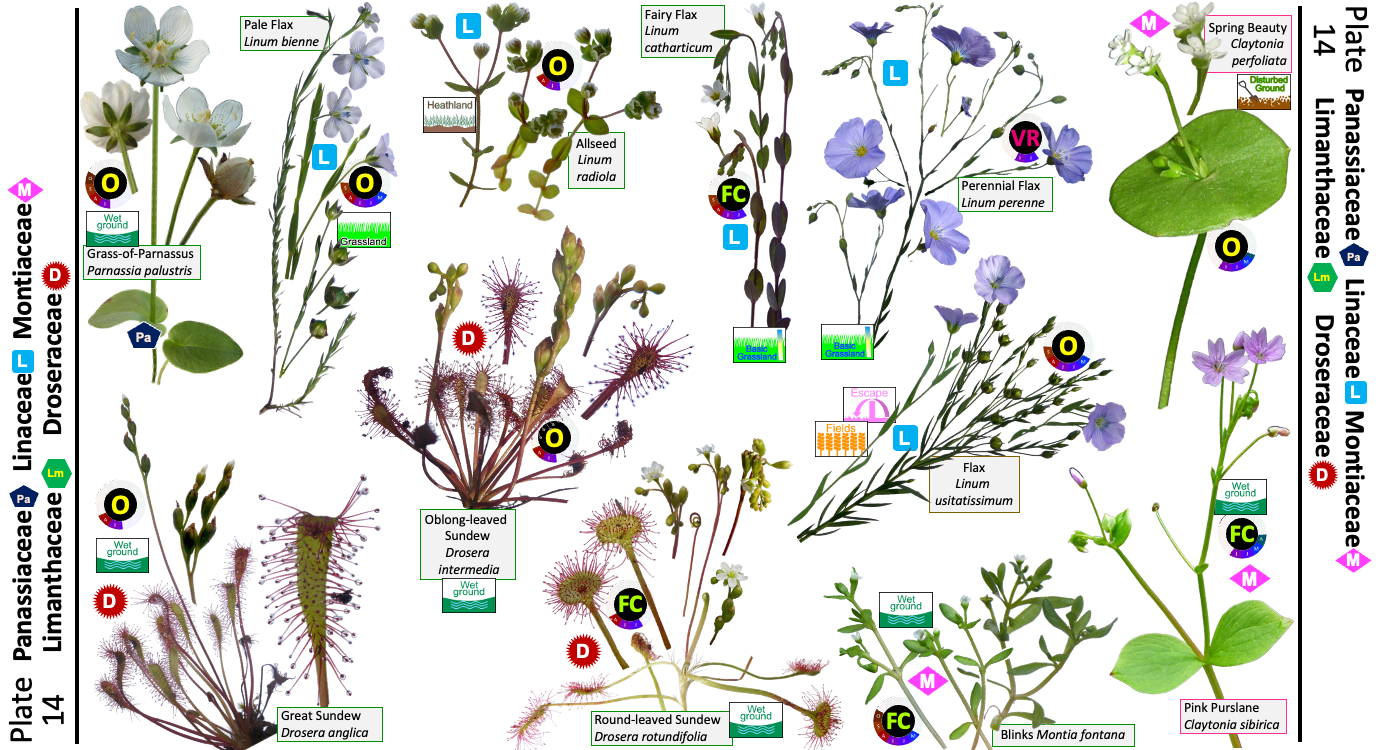 Plate Panassiaceae Pa Linaceae L Montiaceae M
14 Limanthaceae Lm Droseraceae D
Grass-of-Parnassus
Parnassia palustris
O
Wet
ground
Pa
Pale Flax
Linum bienne
L
O
Grassland
L
Heathland
O
Allseed
Linum
radiola
Fairy Flax
Linum
catharticum
FC
L
Basic
Grassland
L
VR
Perennial Flax
Linum perenne
Basic
Grassland
M
Spring Beauty
Claytonia
perfoliata
Disturbed
Ground
O
D
O
Oblong-leaved
Sundew
Drosera
intermedia
Wet
ground
Escape
Fields
L
O
Flax
Linum
usitatissimum
O
Wet
ground
D
Great Sundew
Drosera anglica
FC
D
Round-leaved Sundew
Drosera rotundifolia
Wet
ground
Wet
ground
M
FC
Blinks Montia fontana
Wet
ground
FC
M
Pink Purslane
Claytonia sibirica
Plate Panassiaceae Pa Linaceae L Montiaceae M
14 Limanthaceae Lm Droseraceae D